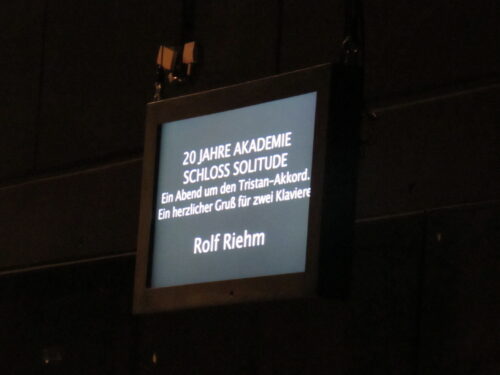 20 JAHRE AKADEMIE
SCHLOSS SOLITUDE
Ein Abend um den Tristan-Akkord.
Ein herzlicher Gruß für zwei Klaviere
Rolf Riehm